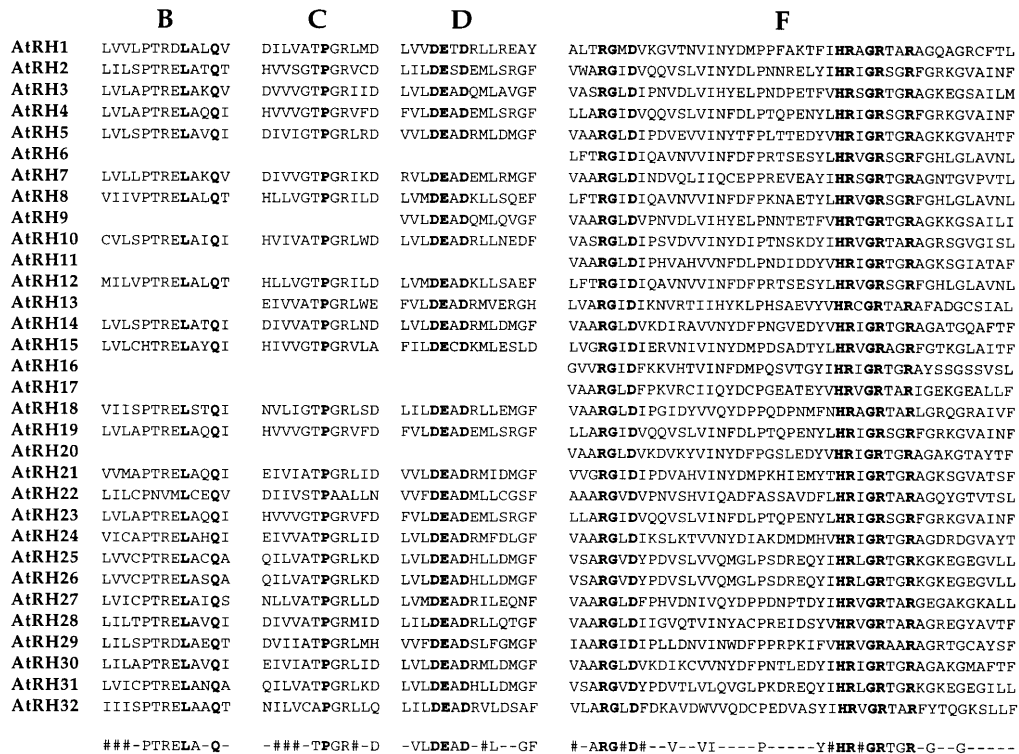 B C D F
AtRH1 LVVLPTRDLALQV DILVATPGRLMD LVVDETDRLLREAY ALTRGMDVKGVTNVINYDMPPFAKTFIHRAGRTARAGQAGRCFTL
AtRH2 LILSPTRELATQT HVVSGTPGRVCD LILDESDEMLSRGF VWARGIDVQQVSLVINYDLPNNRELYIHRIGRSGRFGRKGVAINF
AtRH3 LVLAPTRELAKQV DVVVGTPGRIID LVLDEADQMLAVGF VASRGLDIPNVDLVIHYELPNDPETFVHRSGRTGRAGKEGSAILM
AtRH4 LVLAPTRELAQQI HVVVGTPGRVFD FVLDEADEMLSRGF LLARGIDVQQVSLVINFDLPTQPENYLHRIGRSGRFGRKGVAINF
AtRH5 LVLSPTRELAVQI DIVIGTPGRLRD VVLDEADRMLDMGF VAARGLDIPDVEVVINYTFPLTTEDYVHRIGRTGRAGKKGVAHTF
AtRH6 LFTRGIDIQAVNVVINFDFPRTSESYLHRVGRSGRFGHLGLAVNL
AtRH7 LVLLPTRELAKQV DIVVGTPGRIKD RVLDEADEMLRMGF VAARGLDINDVQLIIQCEPPREVEAYIHRSGRTGRAGNTGVPVTL
AtRH8 VIIVPTRELALQT HLLVGTPGRILD LVMDEADKLLSQEF LFTRGIDIQAVNVVINFDFPKNAETYLHRVGRSGRFGHLGLAVNL
AtRH9 VVLDEADQMLQVGF VAARGLDVPNVDLVIHYELPNNTETFVHRTGRTGRAGKKGSAILI
AtRH10 CVLSPTRELAIQI HVIVATPGRLWD LVLDEADRLLNEDF VASRGLDIPSVDVVINYDIPTNSKDYIHRVGRTARAGRSGVGISL
AtRH11 VAARGLDIPHVAHVVNFDLPNDIDDYVHRIGRTGRAGKSGIATAF
AtRH12 MILVPTRELALQT HLLVGTPGRILD LVMDEADKLLSAEF LFTRGIDIQAVNVVINFDFPRTSESYLHRVGRSGRFGHLGLAVNL
AtRH13 EIVVATPGRLWE FVLDEADRMVERGH LVARGLDIKNVRTIIHYKLPHSAEVYVHRCGRTARAFADGCSIAL
AtRH14 LVLSPTRELATQI DIVVATPGRLND LVLDEADRMLDMGF VAARGLDVKDIRAVVNYDFPNGVEDYVHRIGRTGRAGATGQAFTF
AtRH15 LVLCHTRELAYQI HIVVGTPGRVLA FILDECDKMLESLD LVGRGIDIERVNIVINYDMPDSADTYLHRVGRAGRFGTKGLAITF
AtRH16 GVVRGIDFKKVHTVINFDMPQSVTGYIHRIGRTGRAYSSGSSVSL
AtRH17 VAARGLDFPKVRCIIQYDCPGEATEYVHRVGRTARIGEKGEALLF
AtRH18 VIISPTRELSTQI NVLIGTPGRLSD LILDEADRLLEMGF VAARGLDIPGIDYVVQYDPPQDPNMFNHRAGRTARLGRQGRAIVF
AtRH19 LVLAPTRELAQQI HVVVGTPGRVFD FVLDEADEMLSRGF LLARGIDVQQVSLVINFDLPTQPENYLHRIGRSGRFGRKGVAINF
AtRH20 VAARGLDVKDVKYVINYDFPGSLEDYVHRIGRTGRAGAKGTAYTF
AtRH21 VVMAPTRELAQQI EIVIATPGRLID VVLDEADRMIDMGF VVGRGIDIPDVAHVINYDMPKHIEMYTHRIGRTGRAGKSGVATSF
AtRH22 LILCPNVMLCEQV DIIVSTPAALLN VVFDEADMLLCGSF AAARGVDVPNVSHVIQADFASSAVDFLHRIGRTARAGQYGTVTSL
AtRH23 LVLAPTRELAQQI HVVVGTPGRVFD FVLDEADEMLSRGF LLARGIDVQQVSLVINFDLPTQPENYLHRIGRSGRFGRKGVAINF
AtRH24 VICAPTRELAHQI EIVVATPGRLID LVLDEADRMFDLGF VAARGLDIKSLKTVVNYDIAKDMDMHVHRIGRTGRAGDRDGVAYT
AtRH25 LVVCPTRELACQA QILVATPGRLKD LVLDEADHLLDMGF VSARGVDYPDVSLVVQMGLPSDREQYIHRLGRTGRKGKEGEGVLL
AtRH26 LVVCPTRELASQA QILVATPGRLKD LVLDEADHLLDMGF VSARGVDYPDVSLVVQMGLPSDREQYIHRLGRTGRKGKEGEGVLL
AtRH27 LVICPTRELAIQS NLLVATPGRLLD LVMDEADRILEQNF VAARGLDFPHVDNIVQYDPPDNPTDYIHRVGRTARGEGAKGKALL
AtRH28 LILTPTRELAVQI DIVVATPGRMID LILDEADRLLQTGF VAARGLDIIGVQTVINYACPREIDSYVHRVGRTARAGREGYAVTF
AtRH29 LILSPTRDLAEQT DVIIATPGRLMH VVFDEADSLFGMGF IAARGIDIPLLDNVINWDFPPRPKIFVHRVGRAARAGRTGCAYSF
AtRH30 LILAPTRELAVQI EIVIATPGRLID LVLDEADRMLDMGF VAARGLDVKDIKCVVNYDFPNTLEDYIHRIGRTGRAGAKGMAFTF
AtRH31 LVICPTRELANQA QILVATPGRLKD LVLDEADHLLDMGF VSARGVDYPDVTLVLQVGLPKDREQYIHRLGRTGRKGKEGEGILL
AtRH32 IIISPTRELAAQT NILVCAPGRLLQ LILDEADRVLDSAF VLARGLDFDKAVDWVVQDCPEDVASYIHRVGRTARFYTQGKSLLF
###-PTRELA-Q- -###-TPGR#-D -VVLDEAD-#L--GF #-ARG#D#--V--VI----P-----Y#HR#GRTGR-G--G-----